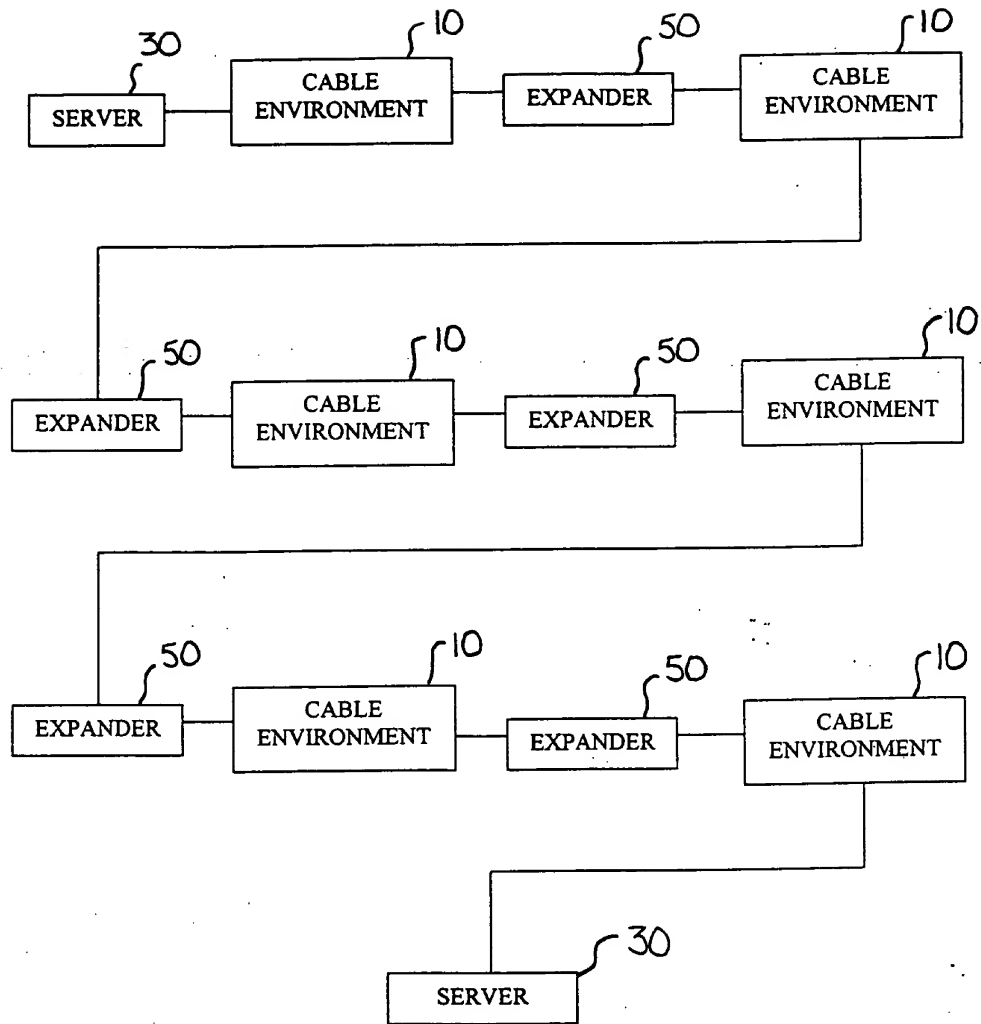 30
10
50
10
SERVER
CABLE
ENVIRONMENT
EXPANDER
CABLE
ENVIRONMENT
50
10
50
10
EXPANDER
CABLE
ENVIRONMENT
EXPANDER
CABLE
ENVIRONMENT
50
10
50
10
EXPANDER
CABLE
ENVIRONMENT
EXPANDER
CABLE
ENVIRONMENT
30
SERVER